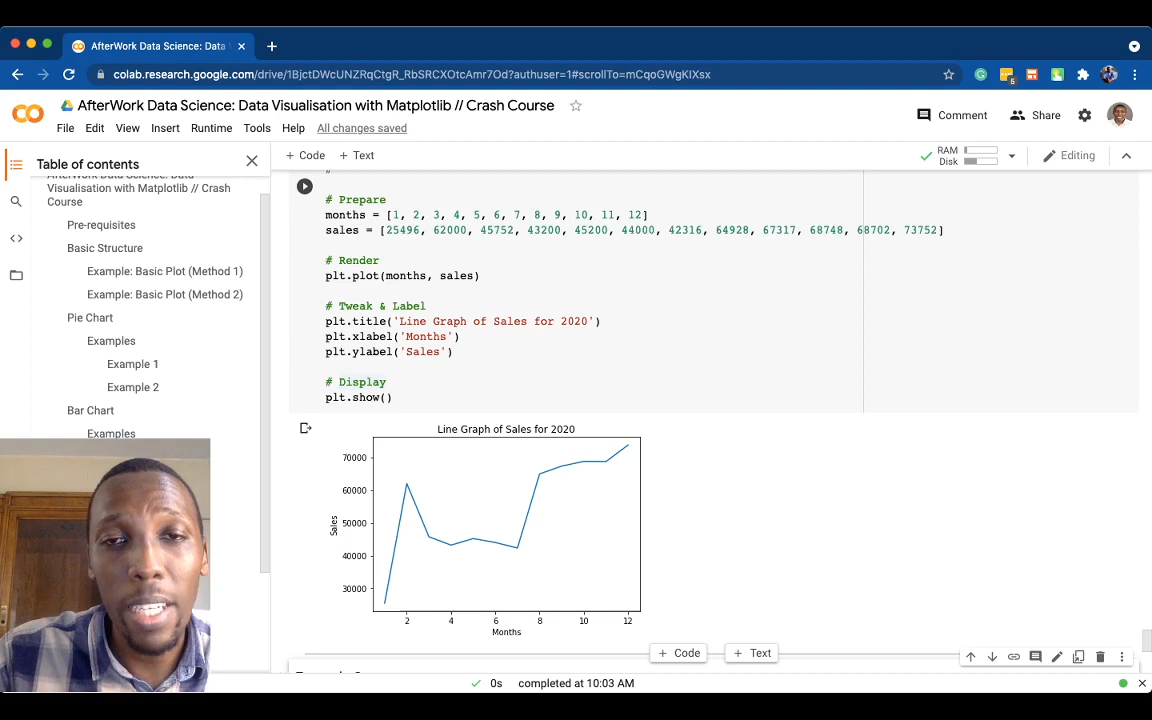 AfterWork Data Science: Data
colab.research.google.com/drive/1BjctDWcUNZRqCtgR_RbSRCXOtcAmr7Od?authuser=1#scrollTo=mCqoGWgKIXsx
5
AfterWork Data Science: Data Visualisation with Matplotlib // Crash Course
Comment
Share
File Edit View Insert Runtime Tools Help All changes saved
Table of contents
+ Code + Text
RAM
Disk
Editing
AfterWork Data Science: Data
Visualisation with Matplotlib // Crash
Course
Pre-requisites
Basic Structure
Example: Basic Plot (Method 1)
Example: Basic Plot (Method 2)
Pie Chart
Examples
Example 1
Example 2
Bar Chart
Examples
# Prepare
months = [1, 2, 3, 4, 5, 6, 7, 8, 9, 10, 11, 12]
sales = [25496, 62000, 45752, 43200, 45200, 44000, 42316, 64928, 67317, 68748, 68702, 73752]
# Render
plt.plot(months, sales)
# Tweak & Label
plt.title('Line Graph of Sales for 2020')
plt.xlabel('Months')
plt.ylabel('Sales')
# Display
plt.show()
Line Graph of Sales for 2020
70000
60000
50000
40000
30000
Sales
2 4 6 8 10 12
Months
+ Code + Text
0s completed at 10:03 AM